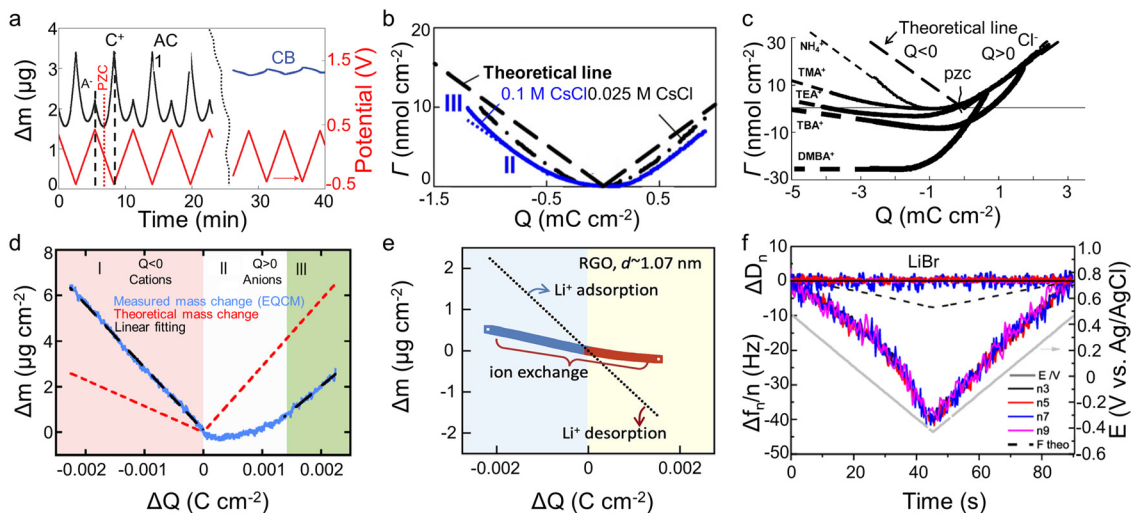 a
4
3
2
1
0
Δm (µg)
A⁻
PZC
C⁺
AC
1
CB
1.5
0.5
-0.5
Potential (V)
0 10 20 30 40
Time (min)
b
20
15
10
5
0
Γ (nmol cm⁻²)
Theoretical line
0.1 M CsCl 0.025 M CsCl
III
II
-1.5 -1.0 -0.5 0.0 0.5
Q (mC cm⁻²)
c
30
10
-10
-30
Γ (nmol cm⁻²)
Theoretical line
Q<0
Q>0
Cl⁻
pzc
NH₄⁺
TMA⁺
TEA⁺
TBA⁺
DMBA⁺
-5 -3 -1 1 3
Q (mC cm⁻²)
d
8
6
4
2
0
Δm (µg cm⁻²)
I
Q<0
Cations
II
Q>0
Anions
III
Measured mass change (EQCM)
Theoretical mass change
Linear fitting
-0.002 -0.001 0 0.001 0.002
ΔQ (C cm⁻²)
e
2
1
0
-1
-2
Δm (µg cm⁻²)
RGO, d~1.07 nm
Li⁺ adsorption
ion exchange
Li⁺ desorption
-0.002 0 0.002
ΔQ (C cm⁻²)
f
ΔDₙ
Δfₙ/n (Hz)
10
0
-10
-20
-30
-40
-50
LiBr
1.0
0.8
0.6
0.4
0.2
0
-0.2
-0.4
-0.6
E (V vs. Ag/AgCl)
E /V
n3
n5
n7
n9
F theo
0 20 40 60 80
Time (s)